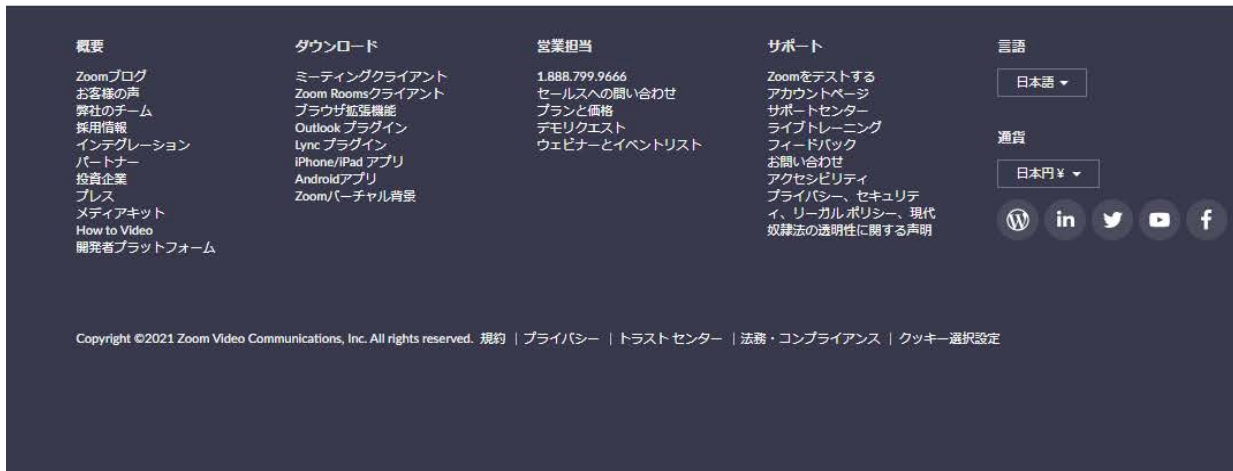 概要
Zoomブログ
お客様の声
弊社のチーム
採用情報
インテグレーション
パートナー
投資企業
プレス
メディアキット
How to Video
開発者プラットフォーム
ダウンロード
ミーティングクライアント
Zoom Roomsクライアント
ブラウザ拡張機能
Outlook プラグイン
Lync プラグイン
iPhone/iPad アプリ
Androidアプリ
Zoomバーチャル背景
営業担当
1.888.799.9666
セールスへの問い合わせ
プランと価格
デモリクエスト
ウェビナーとイベントリスト
サポート
Zoomをテストする
アカウントページ
サポートセンター
ライブトレーニング
フィードバック
お問い合わせ
アクセシビリティ
プライバシー、セキュリテ
ィ、リーガル ポリシー、現代
奴隷法の透明性に関する声明
言語
日本語
通貨
日本円 ¥
in
Copyright ©2021 Zoom Video Communications, Inc. All rights reserved. 規約 | プライバシー | トラスト センター | 法務・コンプライアンス | クッキー選択設定